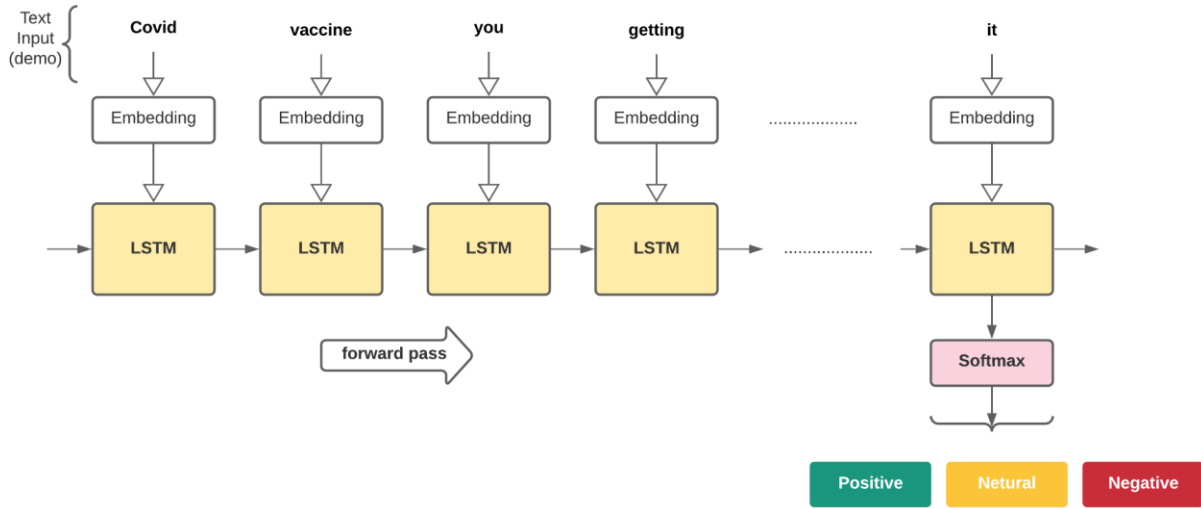 Text
Input
(demo)
Covid vaccine you getting it
Embedding Embedding Embedding Embedding ................... Embedding
LSTM LSTM LSTM LSTM ................... LSTM
forward pass
Softmax
Positive Netural Negative